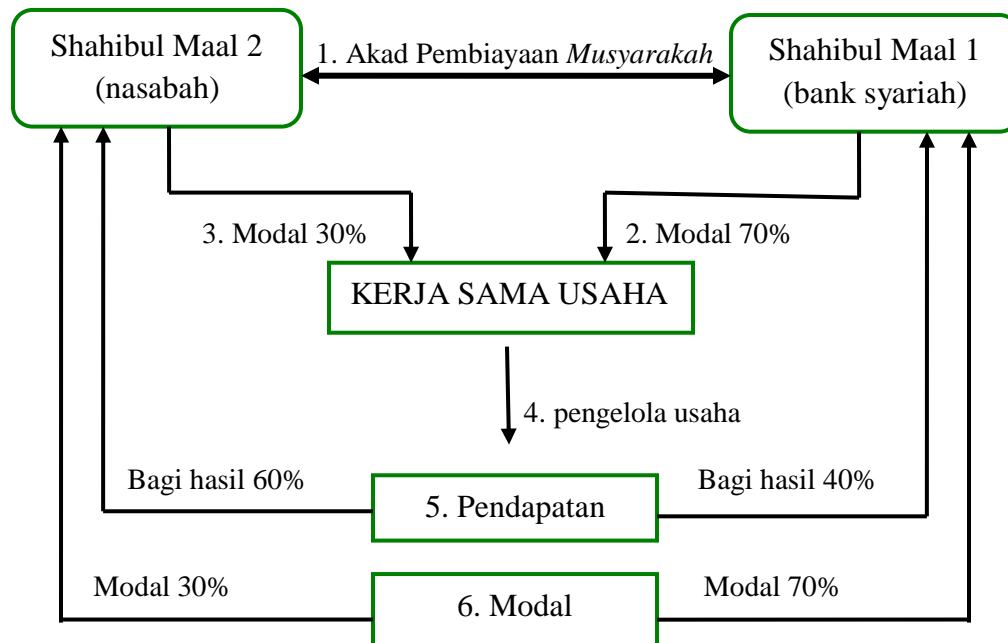 Shahibul Maal 2
(nasabah)
1. Akad Pembiayaan Musyarakah
Shahibul Maal 1
(bank syariah)
3. Modal 30%
2. Modal 70%
KERJA SAMA USAHA
4. pengelola usaha
Bagi hasil 60%
5. Pendapatan
Bagi hasil 40%
Modal 30%
6. Modal
Modal 70%